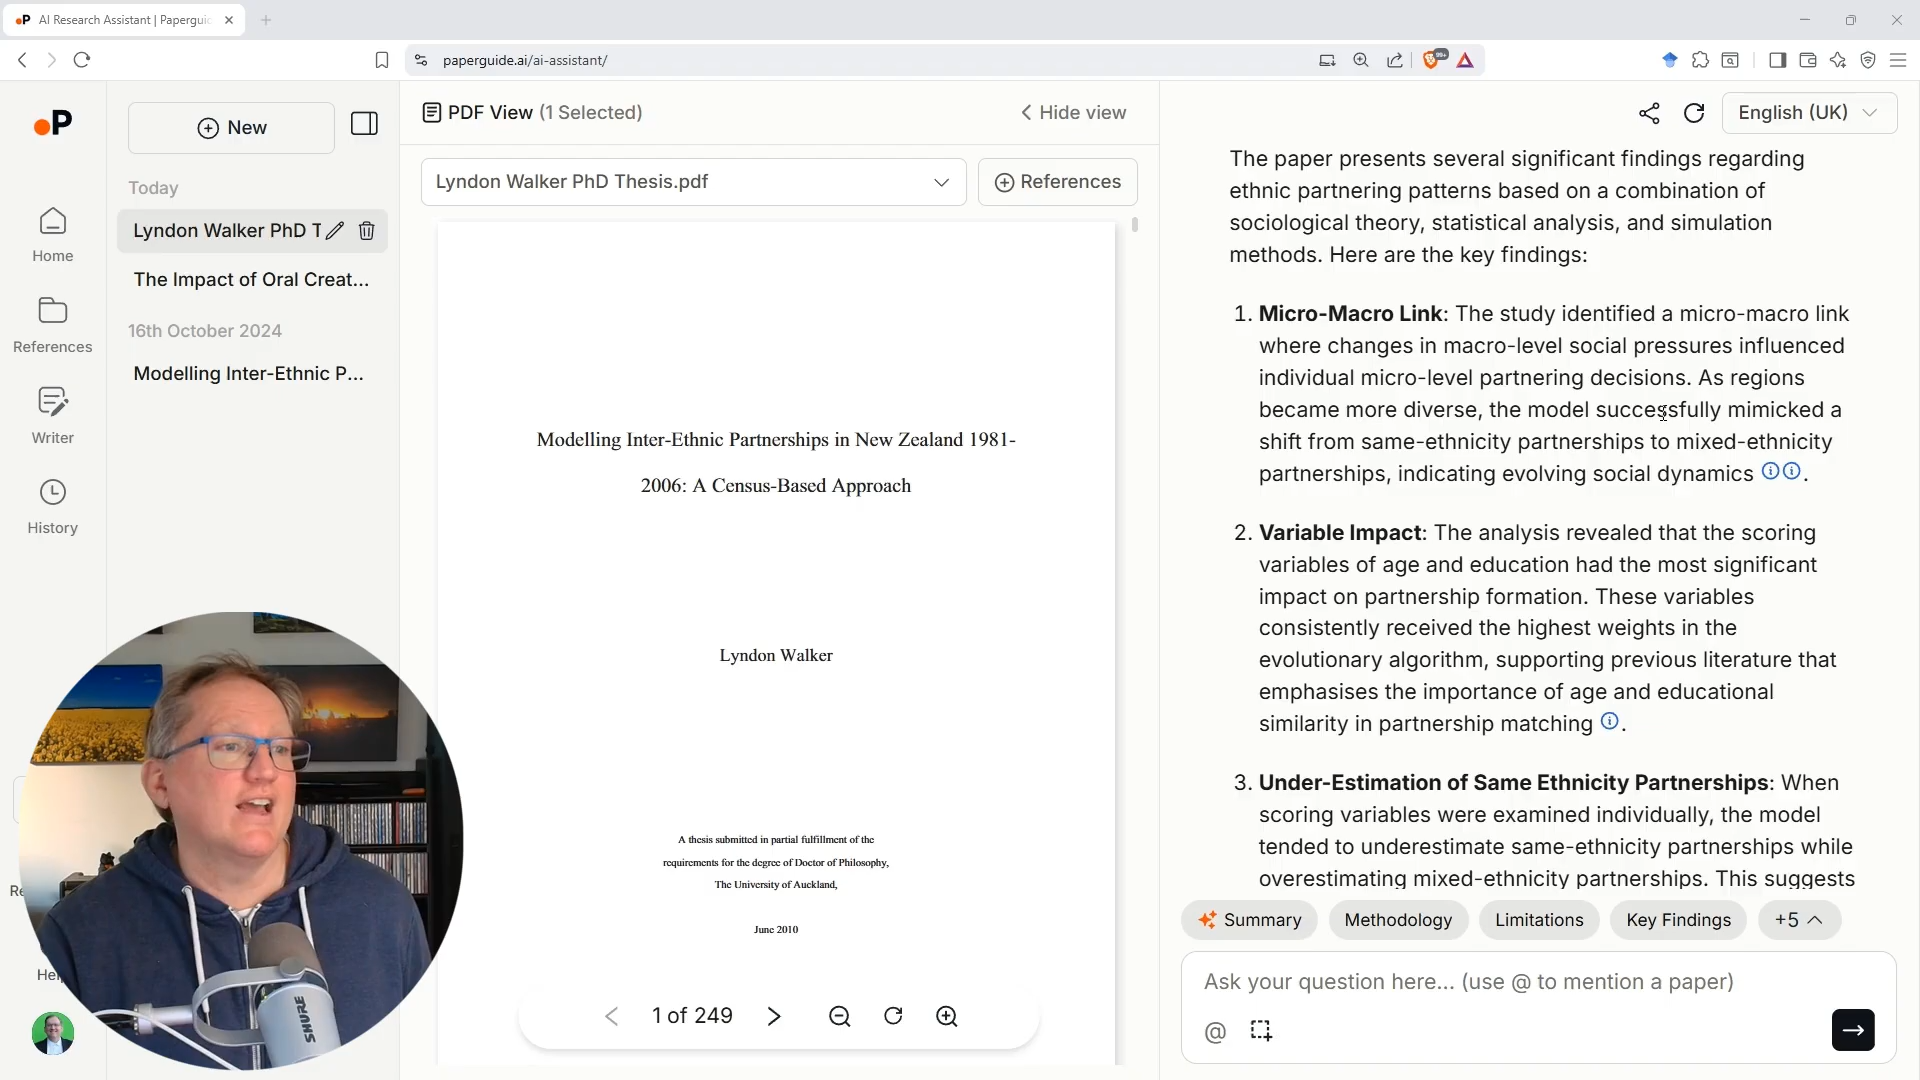 AI Research Assistant | Paperguid
paperguide.ai/ai-assistant/
99+
P
New
Today
Lyndon Walker PhD T
The Impact of Oral Creat...
16th October 2024
Modelling Inter-Ethnic P...
Home
References
Writer
History
PDF View (1 Selected)
Hide view
Lyndon Walker PhD Thesis.pdf
References
Modelling Inter-Ethnic Partnerships in New Zealand 1981-
2006: A Census-Based Approach
Lyndon Walker
A thesis submitted in partial fulfillment of the
requirements for the degree of Doctor of Philosophy,
The University of Auckland,
June 2010
1 of 249
SHURE
English (UK)
The paper presents several significant findings regarding
ethnic partnering patterns based on a combination of
sociological theory, statistical analysis, and simulation
methods. Here are the key findings:
1. Micro-Macro Link: The study identified a micro-macro link
where changes in macro-level social pressures influenced
individual micro-level partnering decisions. As regions
became more diverse, the model successfully mimicked a
shift from same-ethnicity partnerships to mixed-ethnicity
partnerships, indicating evolving social dynamics .
2. Variable Impact: The analysis revealed that the scoring
variables of age and education had the most significant
impact on partnership formation. These variables
consistently received the highest weights in the
evolutionary algorithm, supporting previous literature that
emphasises the importance of age and educational
similarity in partnership matching .
3. Under-Estimation of Same Ethnicity Partnerships: When
scoring variables were examined individually, the model
tended to underestimate same-ethnicity partnerships while
overestimating mixed-ethnicity partnerships. This suggests
Summary
Methodology
Limitations
Key Findings
+5
Ask your question here... (use @ to mention a paper)
@